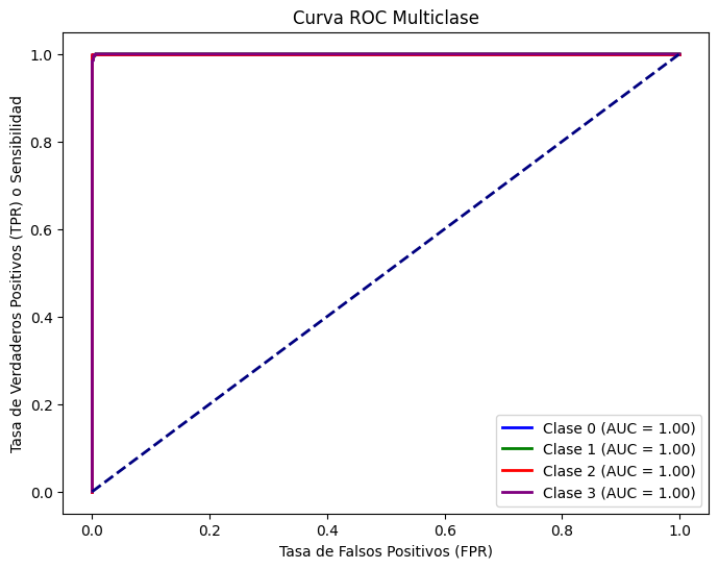 Curva ROC Multiclase
Tasa de Verdaderos Positivos (TPR) o Sensibilidad
1.0
0.8
0.6
0.4
0.2
0.0
Clase 0 (AUC = 1.00)
Clase 1 (AUC = 1.00)
Clase 2 (AUC = 1.00)
Clase 3 (AUC = 1.00)
0.0 0.2 0.4 0.6 0.8 1.0
Tasa de Falsos Positivos (FPR)